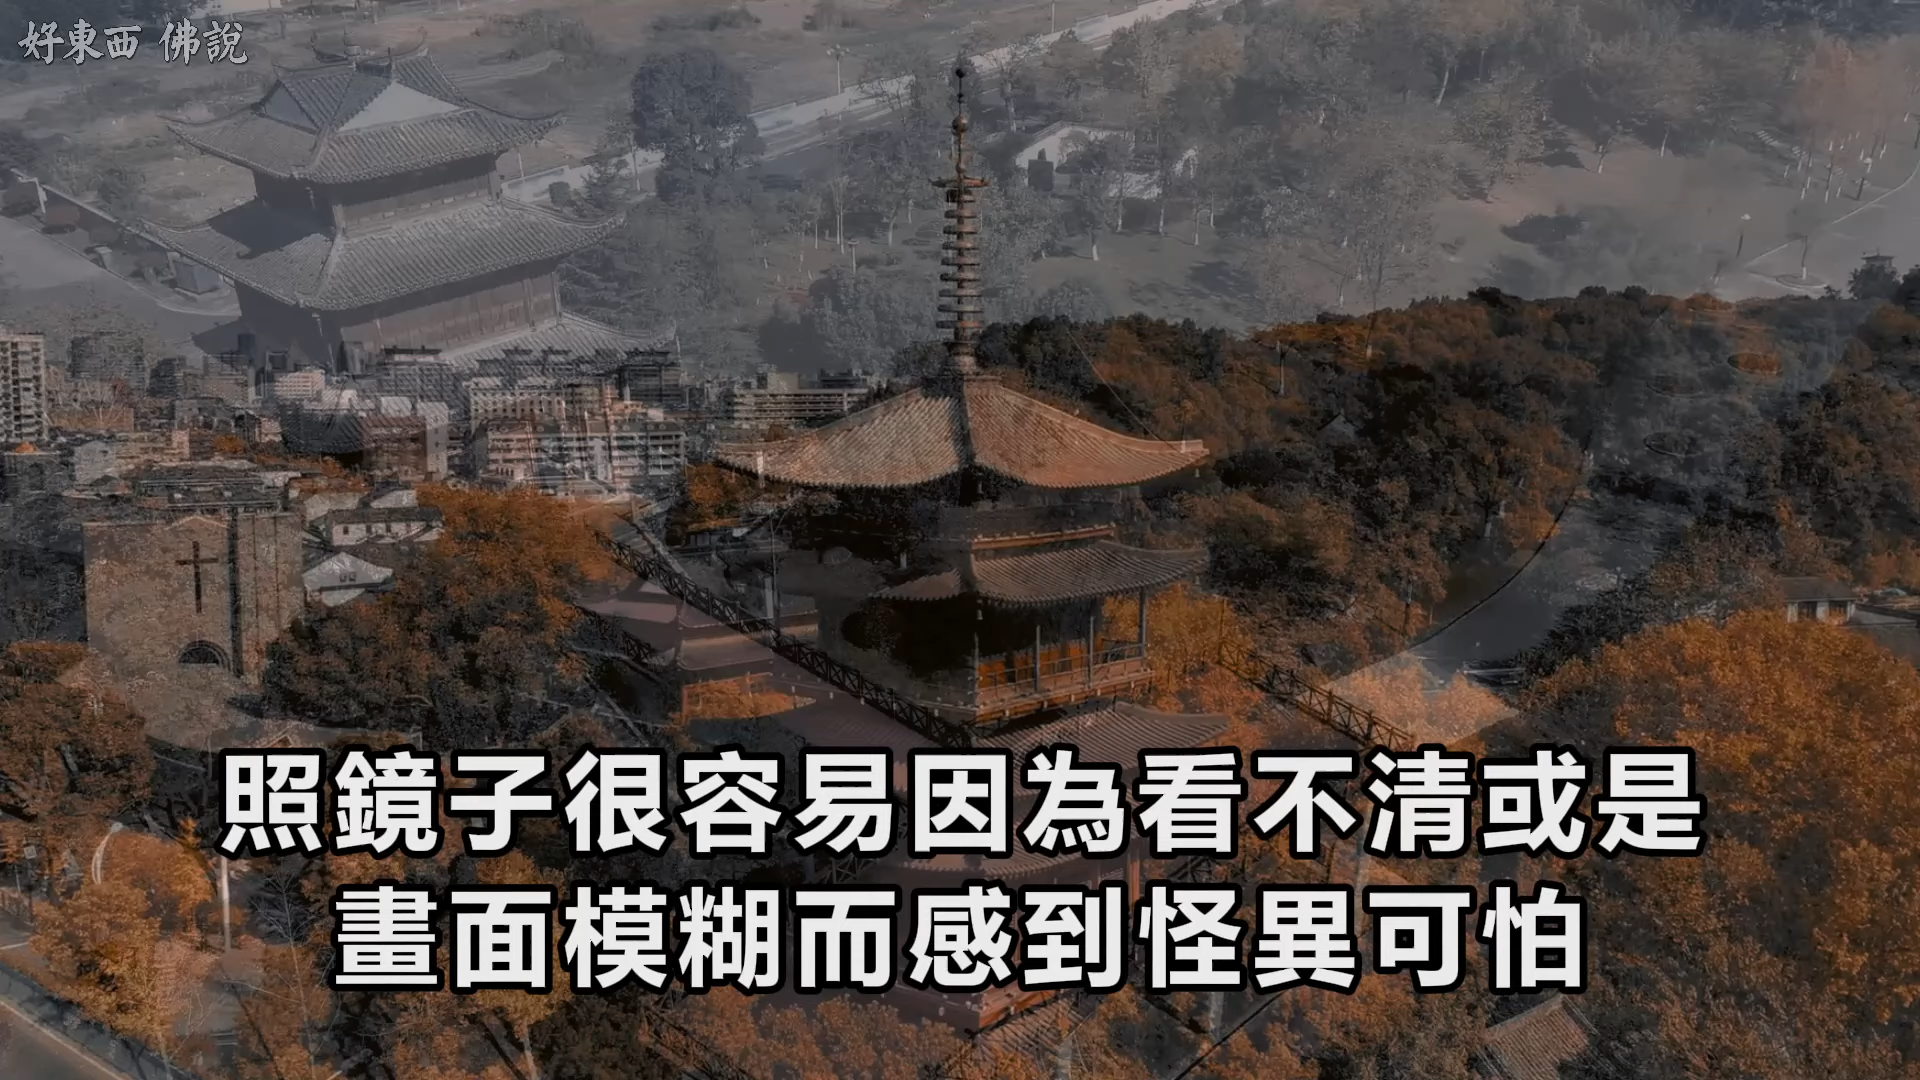 好東西 佛說
照鏡子很容易因為看不清或是
畫面模糊而感到怪異可怕